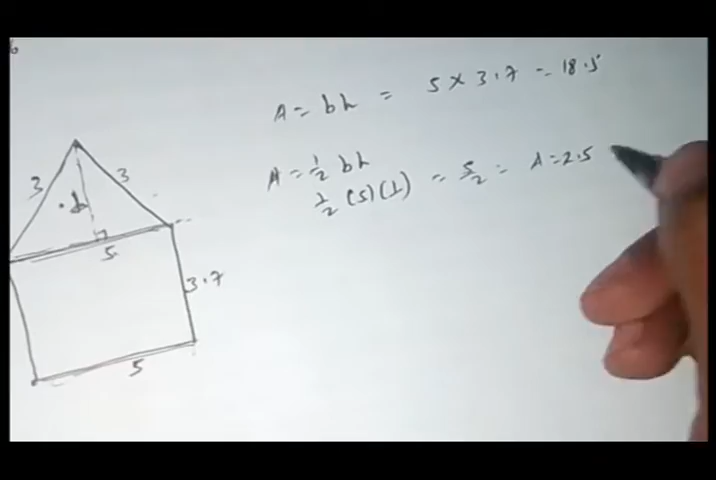 A = bh = 5 × 3.7 = 18.5
A = 1/2 bh
1/2 (5)(1) = 5/2 = A = 2.5
3
3
5
3.7
5